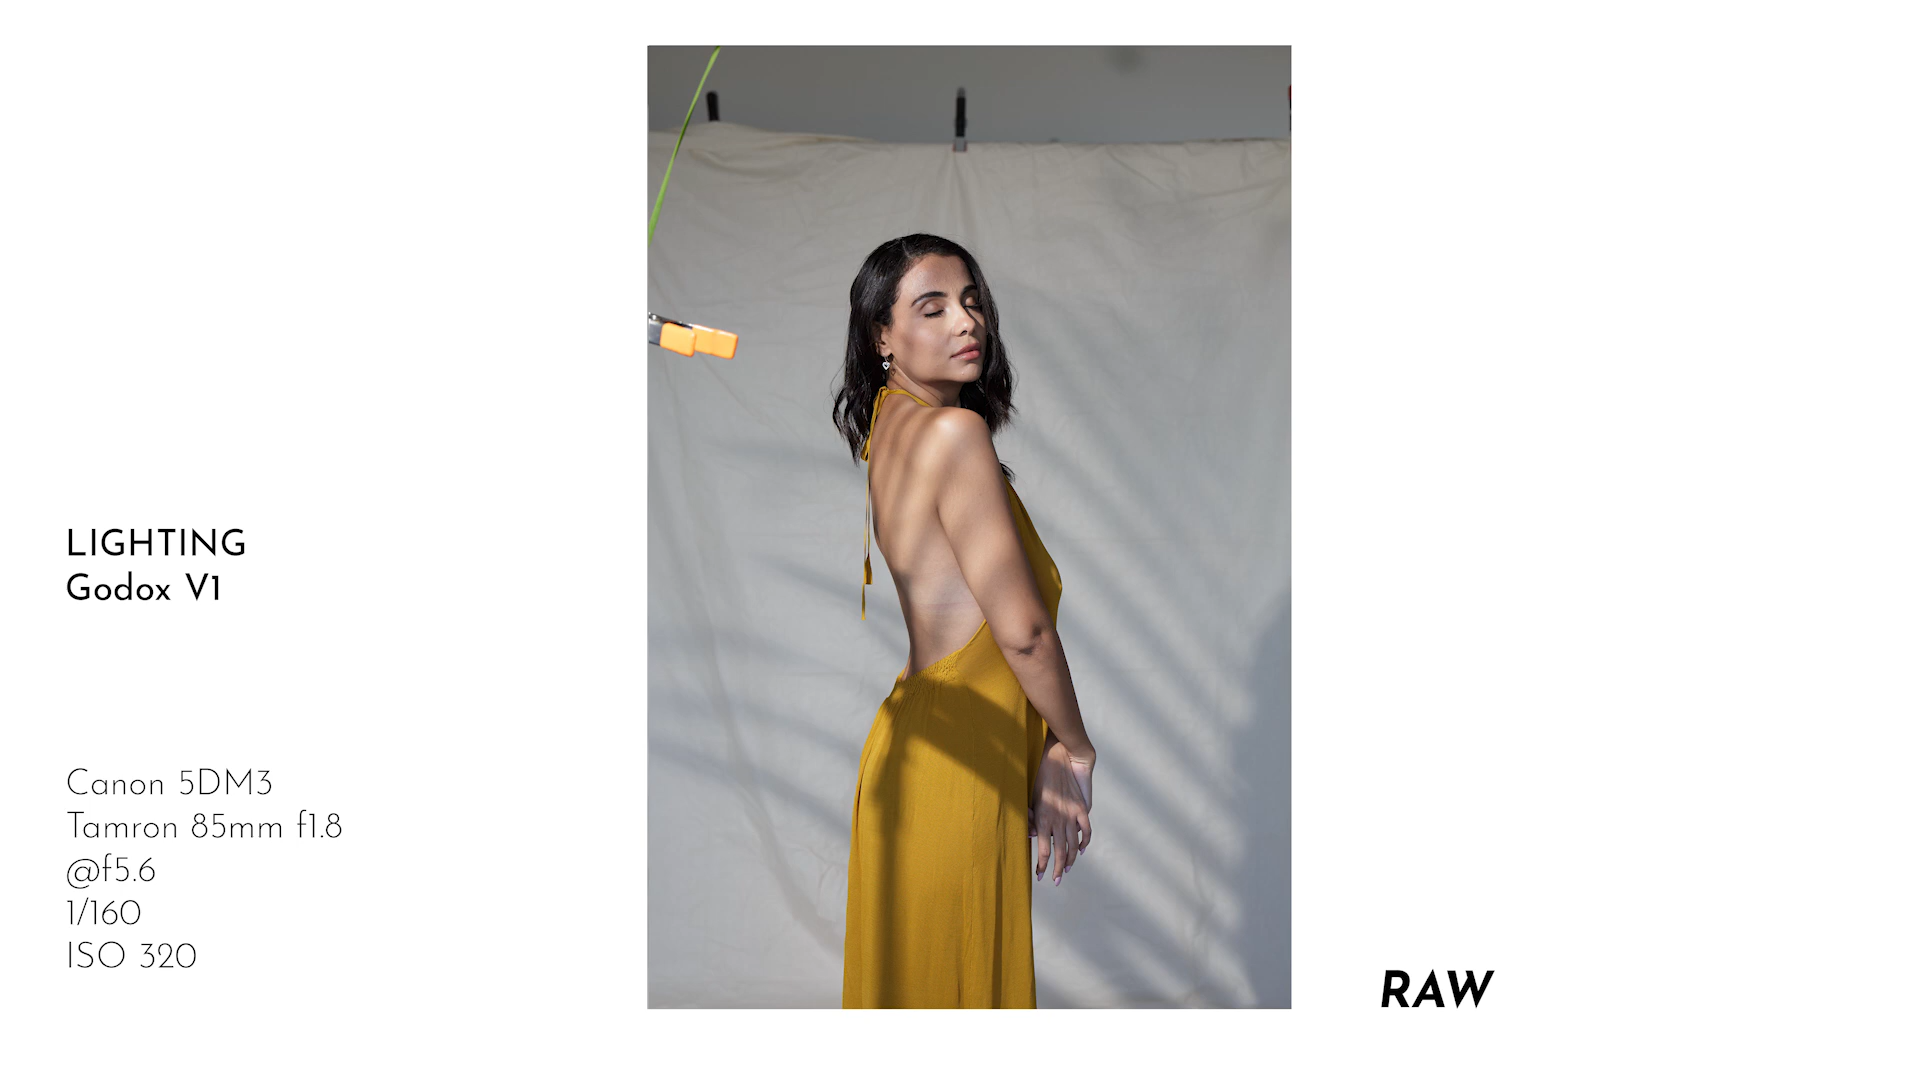 LIGHTING
Godox V1
Canon 5DM3
Tamron 85mm f1.8
@f5.6
1/160
ISO 320
RAW